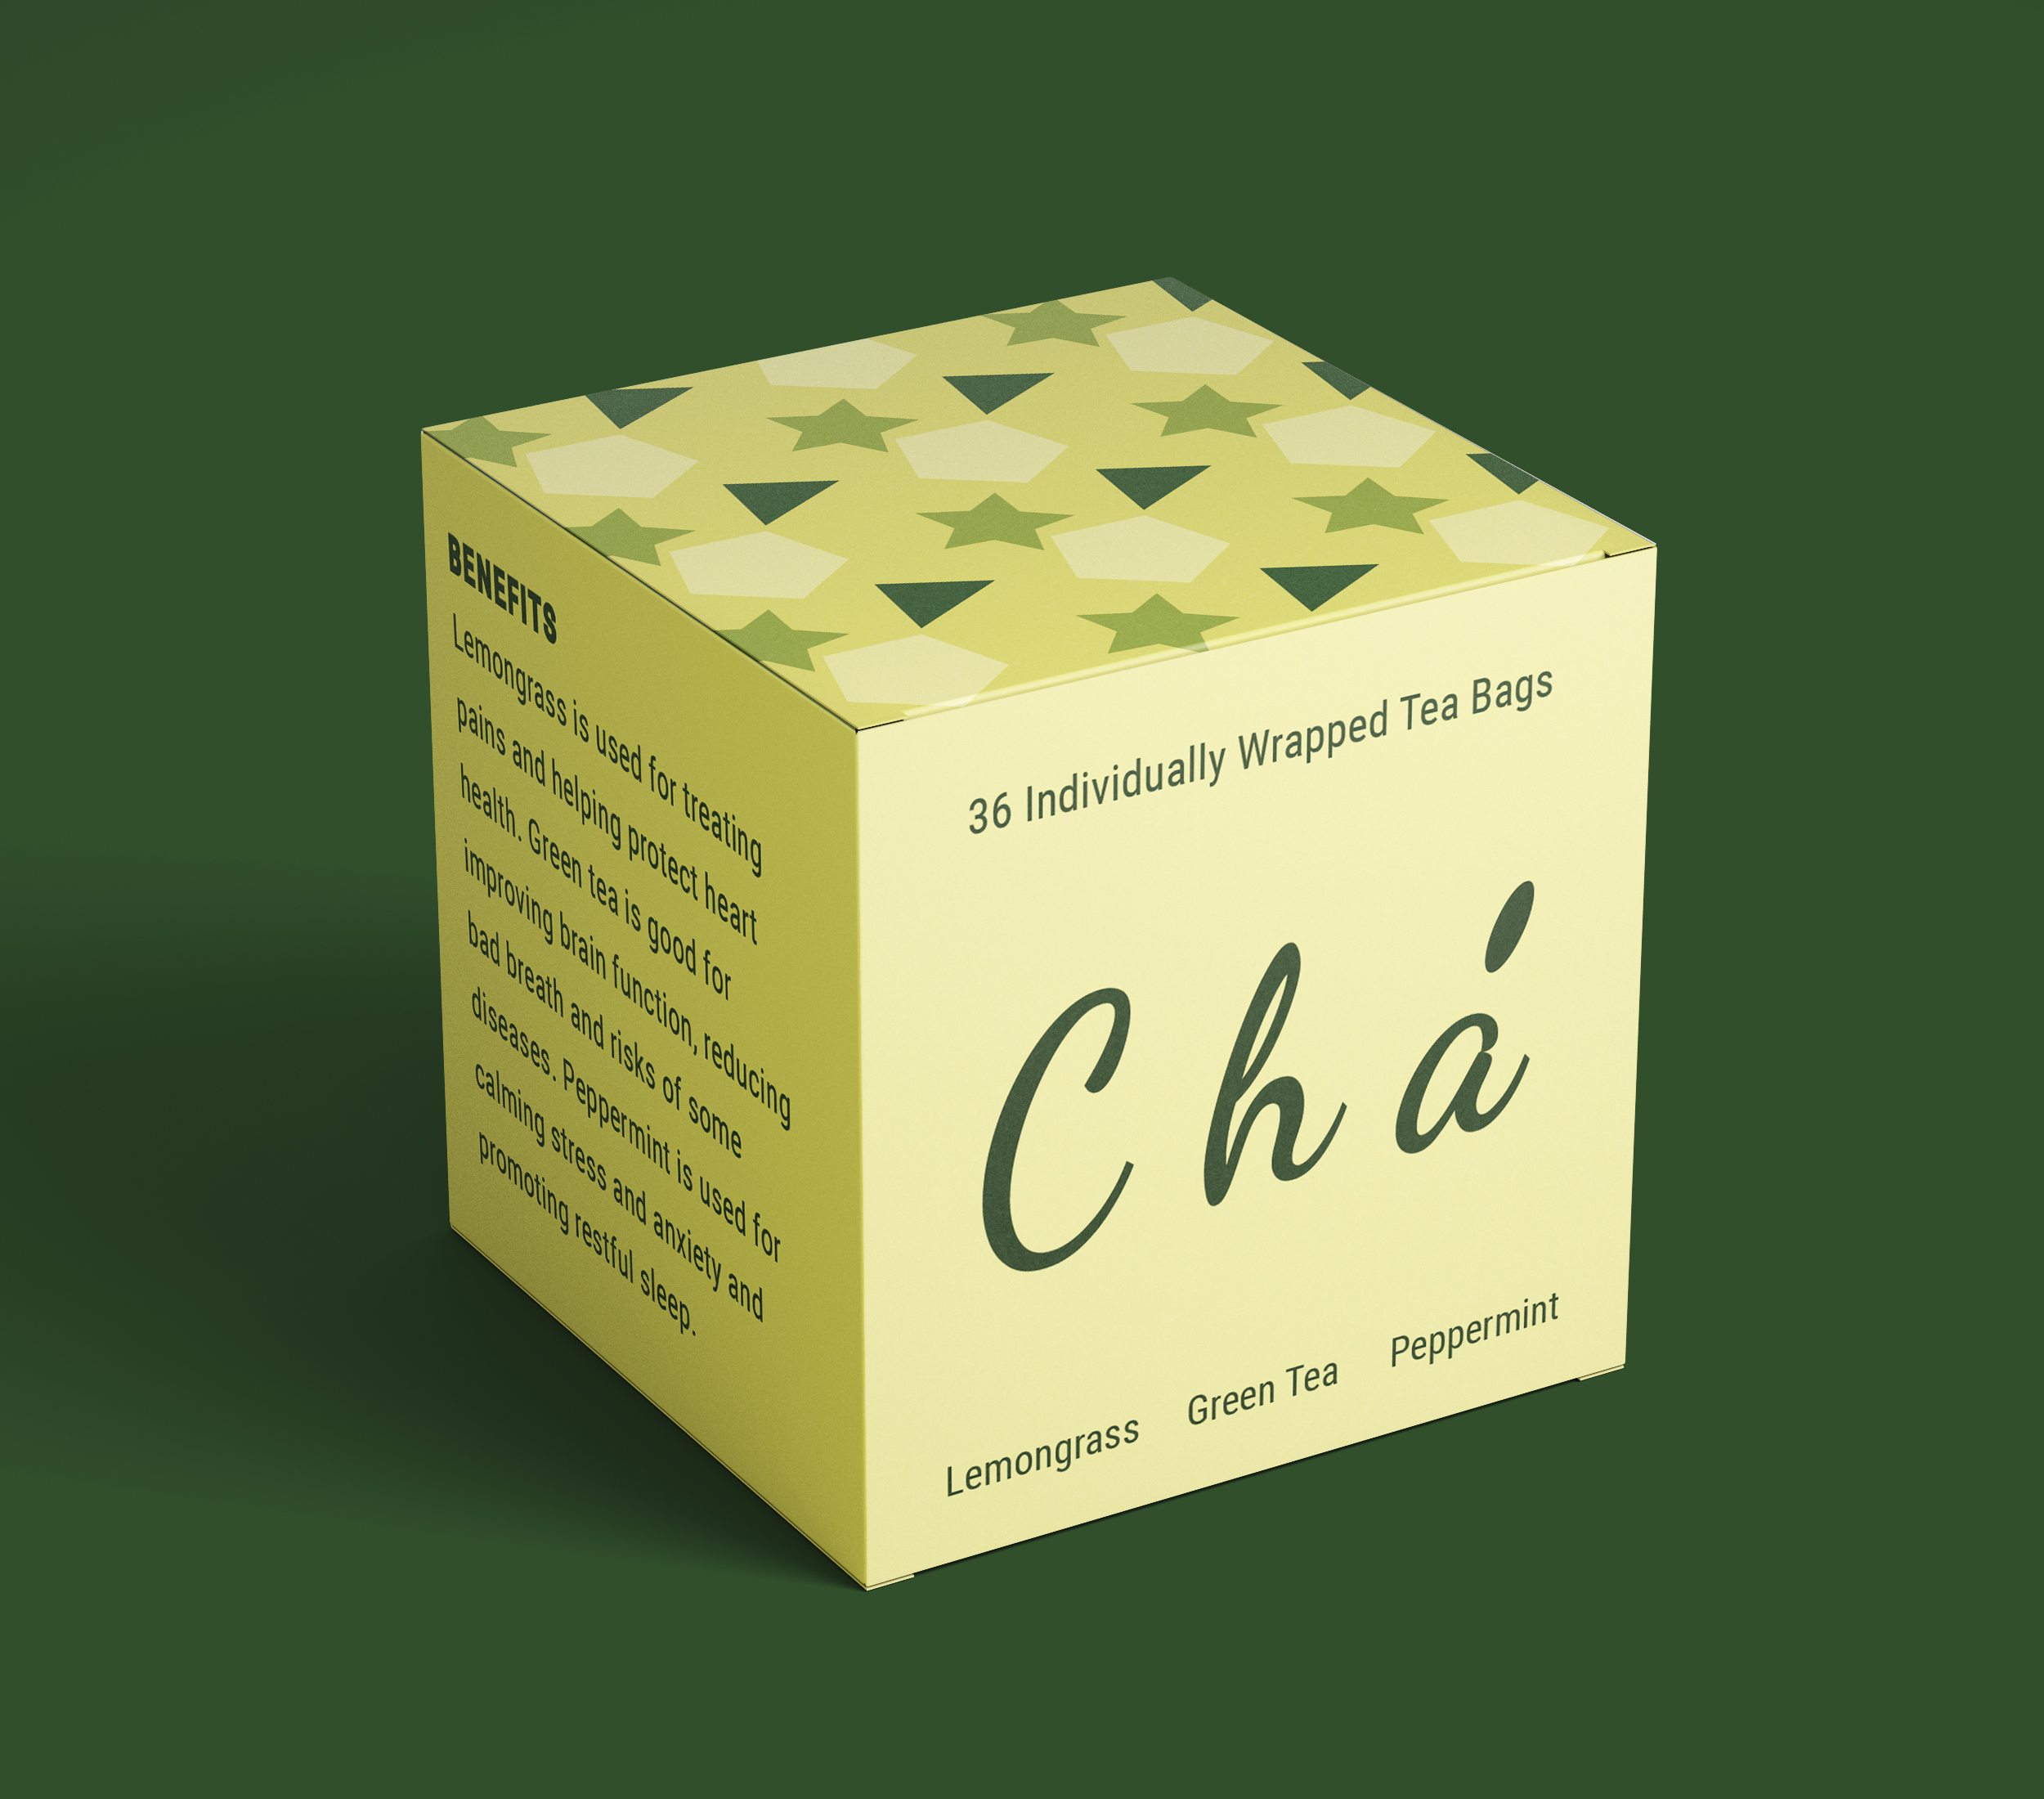 BENEFITS
Lemongrass is used for treating
pains and helping protect heart
health. Green tea is good for
improving brain function, reducing
bad breath and risks of some
diseases. Peppermint is used for
calming stress and anxiety and
promoting restful sleep.
36 Individually Wrapped Tea Bags
Chá
Lemongrass Green Tea Peppermint